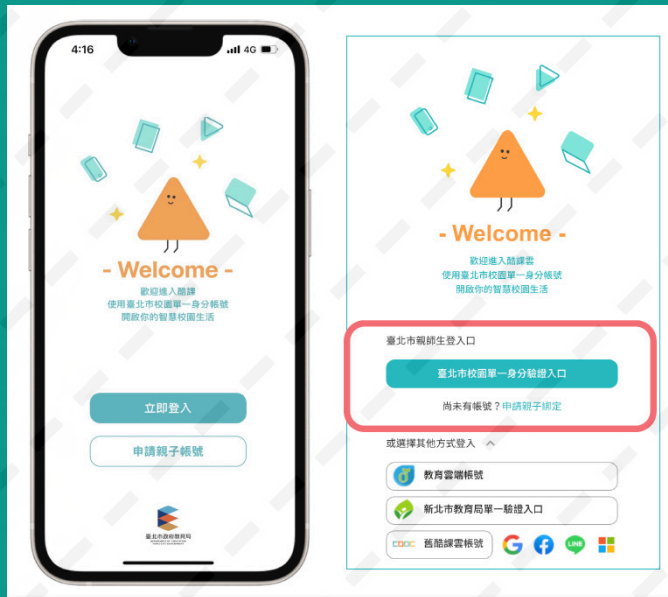 4:16
4G
- Welcome -
歡迎進入酷課
使用臺北市校園單一身分帳號
開啟你的智慧校園生活
立即登入
申請親子帳號
臺北市政府教育局
- Welcome -
歡迎進入酷課雲
使用臺北市校園單一身分帳號
開啟你的智慧校園生活
臺北市親師生登入口
臺北市校園單一身分驗證入口
尚未有帳號？申請親子綁定
或選擇其他方式登入
教育雲端帳號
新北市教育局單一驗證入口
COOC 舊酷課雲帳號
LINE